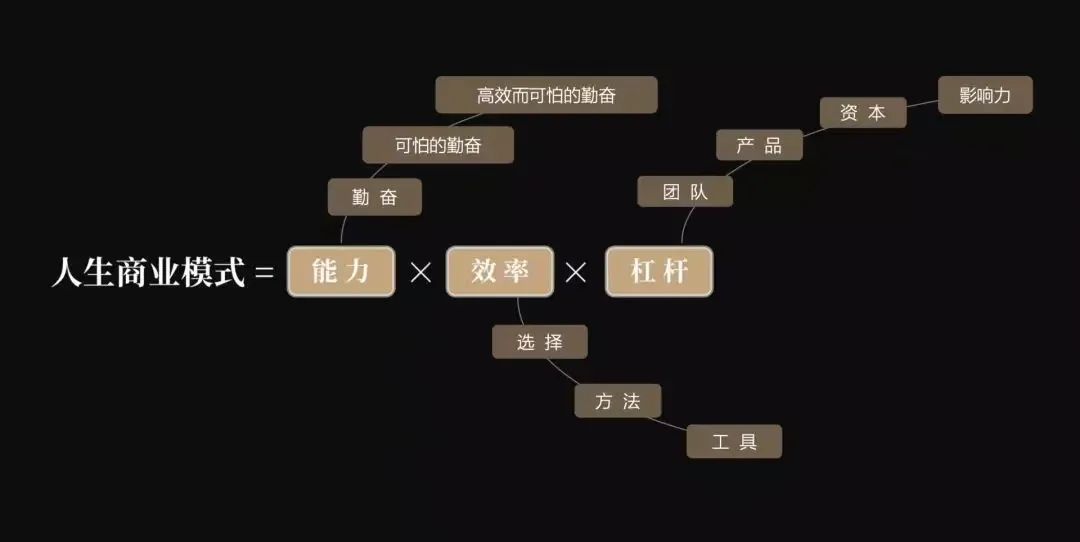 高效而可怕的勤奋
影响力
资本
可怕的勤奋
产品
勤奋
团队
人生商业模式=能力×效率×杠杆
选择
方法
工具